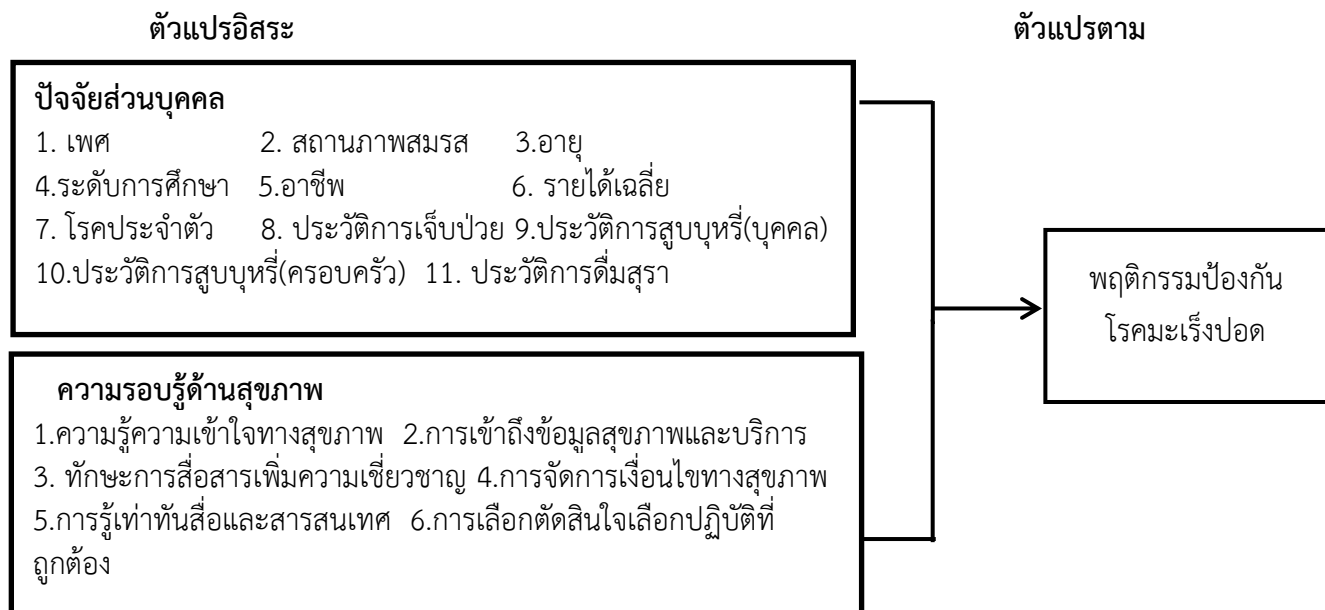 ตัวแปรอิสระ ตัวแปรตาม
ปัจจัยส่วนบุคคล
1. เพศ 2. สถานภาพสมรส 3.อายุ
4.ระดับการศึกษา 5.อาชีพ 6. รายได้เฉลี่ย
7. โรคประจำตัว 8. ประวัติการเจ็บป่วย 9.ประวัติการสูบบุหรี่(บุคคล)
10.ประวัติการสูบบุหรี่(ครอบครัว) 11. ประวัติการดื่มสุรา
ความรอบรู้ด้านสุขภาพ
1.ความรู้ความเข้าใจทางสุขภาพ 2.การเข้าถึงข้อมูลสุขภาพและบริการ
3. ทักษะการสื่อสารเพิ่มความเชี่ยวชาญ 4.การจัดการเงื่อนไขทางสุขภาพ
5.การรู้เท่าทันสื่อและสารสนเทศ 6.การเลือกตัดสินใจเลือกปฏิบัติที่
ถูกต้อง
พฤติกรรมป้องกัน
โรคมะเร็งปอด